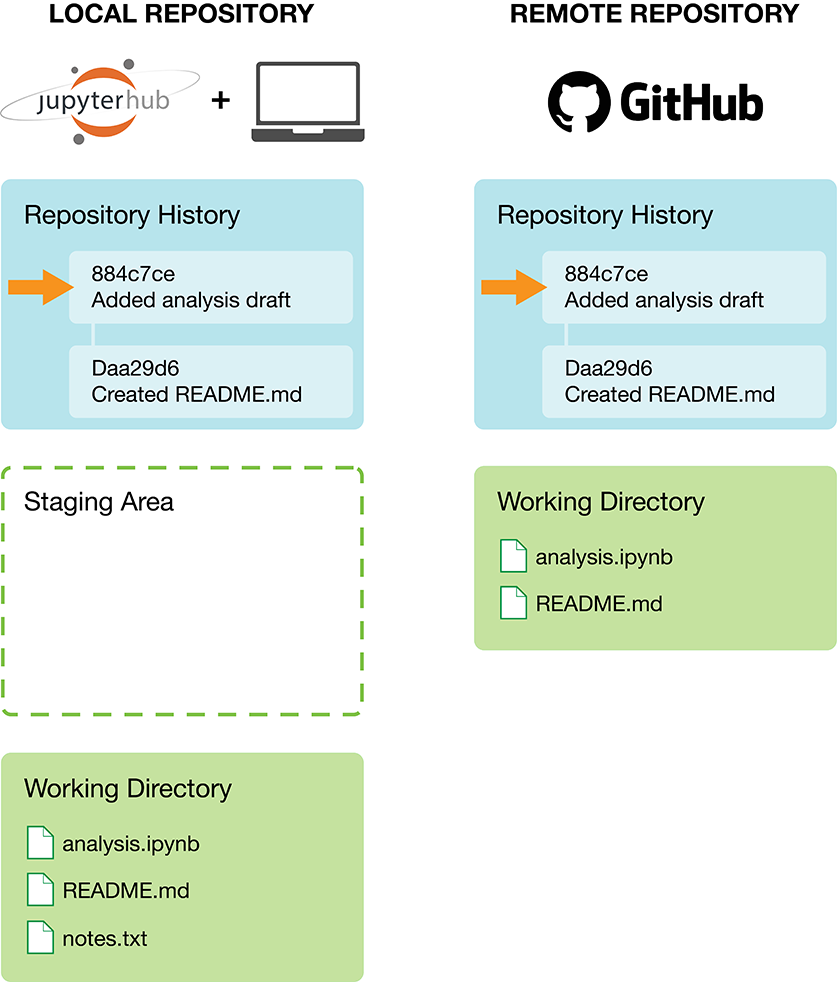 LOCAL REPOSITORY
jupyterhub
+
Repository History
884c7ce
Added analysis draft
Daa29d6
Created README.md
Staging Area
Working Directory
analysis.ipynb
README.md
notes.txt
REMOTE REPOSITORY
GitHub
Repository History
884c7ce
Added analysis draft
Daa29d6
Created README.md
Working Directory
analysis.ipynb
README.md